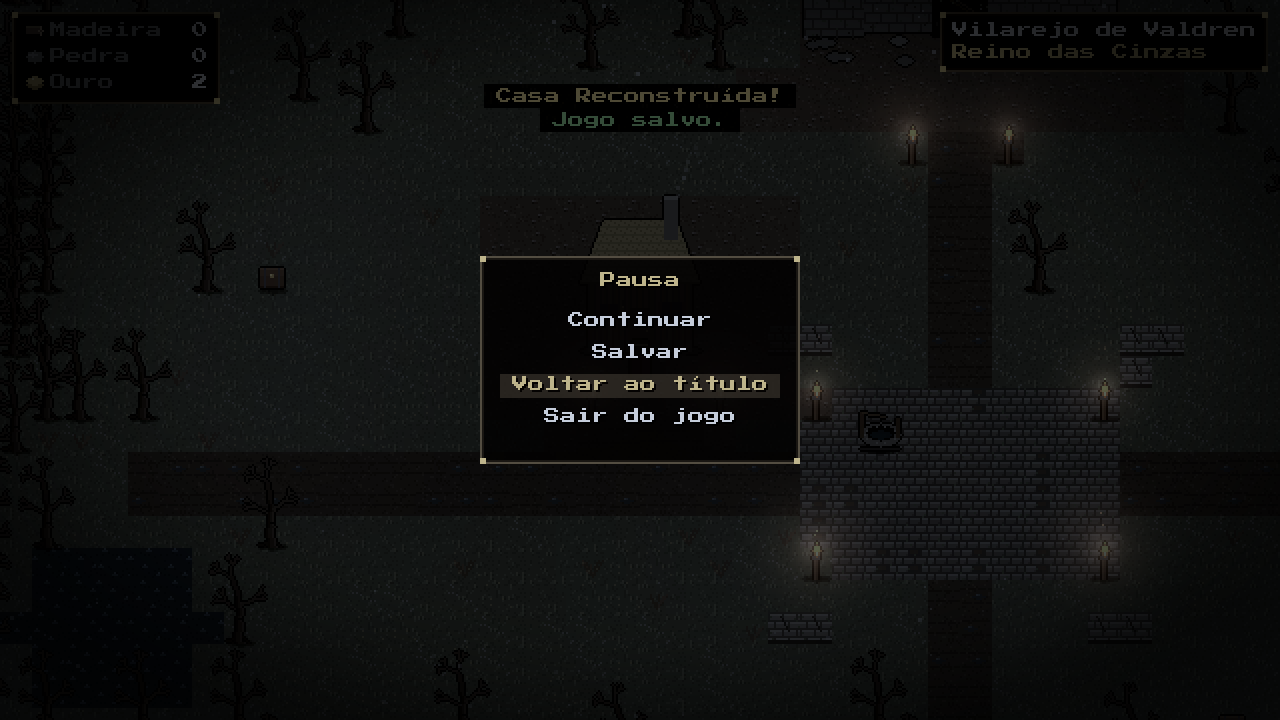 Madeira 0
Pedra 0
Ouro 2
Vilarejo de Valdren
Reino das Cinzas
Casa Reconstruída!
Jogo salvo.
Pausa
Continuar
Salvar
Voltar ao título
Sair do jogo